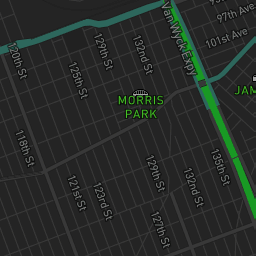 97th Ave
101st Ave
Van Wyck Expy
132nd St
129th St
120th St
125th St
MORRIS
PARK
JAM
118th St
135th St
129th St
132nd St
121st St
123rd St
127th St